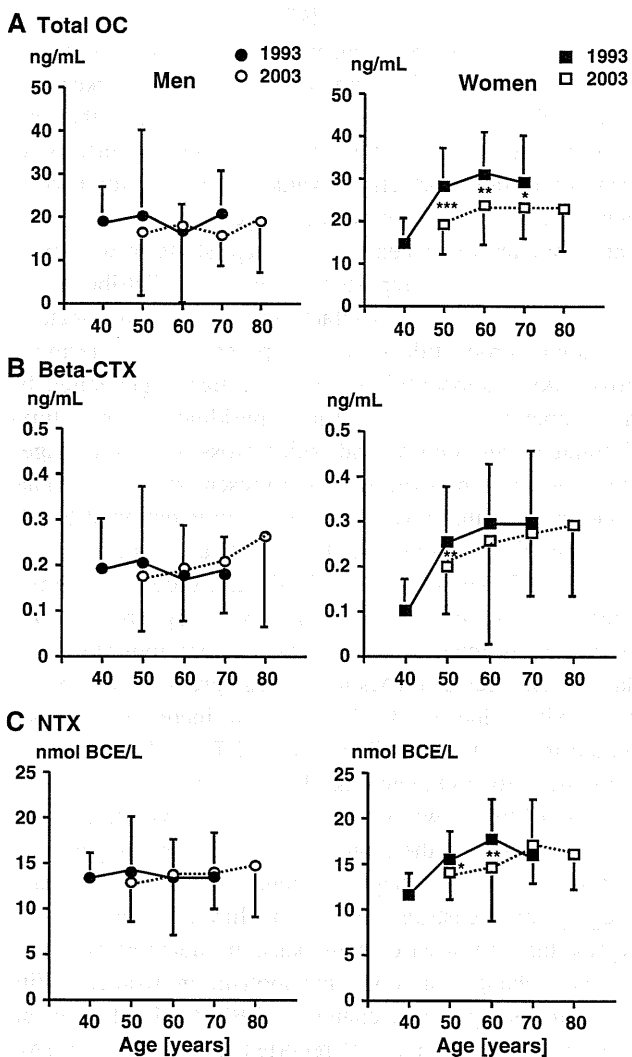 A Total OC
ng/mL
Men
● 1993
○ 2003
50
40
30
20
10
0
40 50 60 70 80
ng/mL
Women
■ 1993
□ 2003
50
40
30
20
10
0
***
**
*
40 50 60 70 80
B Beta-CTX
ng/mL
0.5
0.4
0.3
0.2
0.1
0
40 50 60 70 80
ng/mL
0.5
0.4
0.3
0.2
0.1
0
**
40 50 60 70 80
C NTX
nmol BCE/L
25
20
15
10
5
0
40 50 60 70 80
Age [years]
nmol BCE/L
25
20
15
10
5
0
*
**
40 50 60 70 80
Age [years]